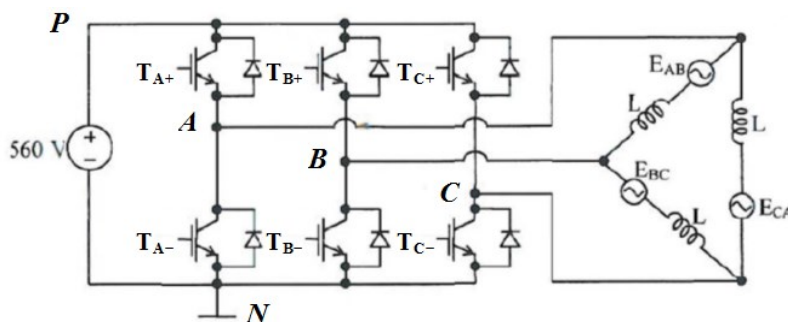 P
T_A+ T_B+ T_C+
E_AB
L
L
A
560 V
+
−
B
E_BC
C
L
E_CA
T_A− T_B− T_C−
N